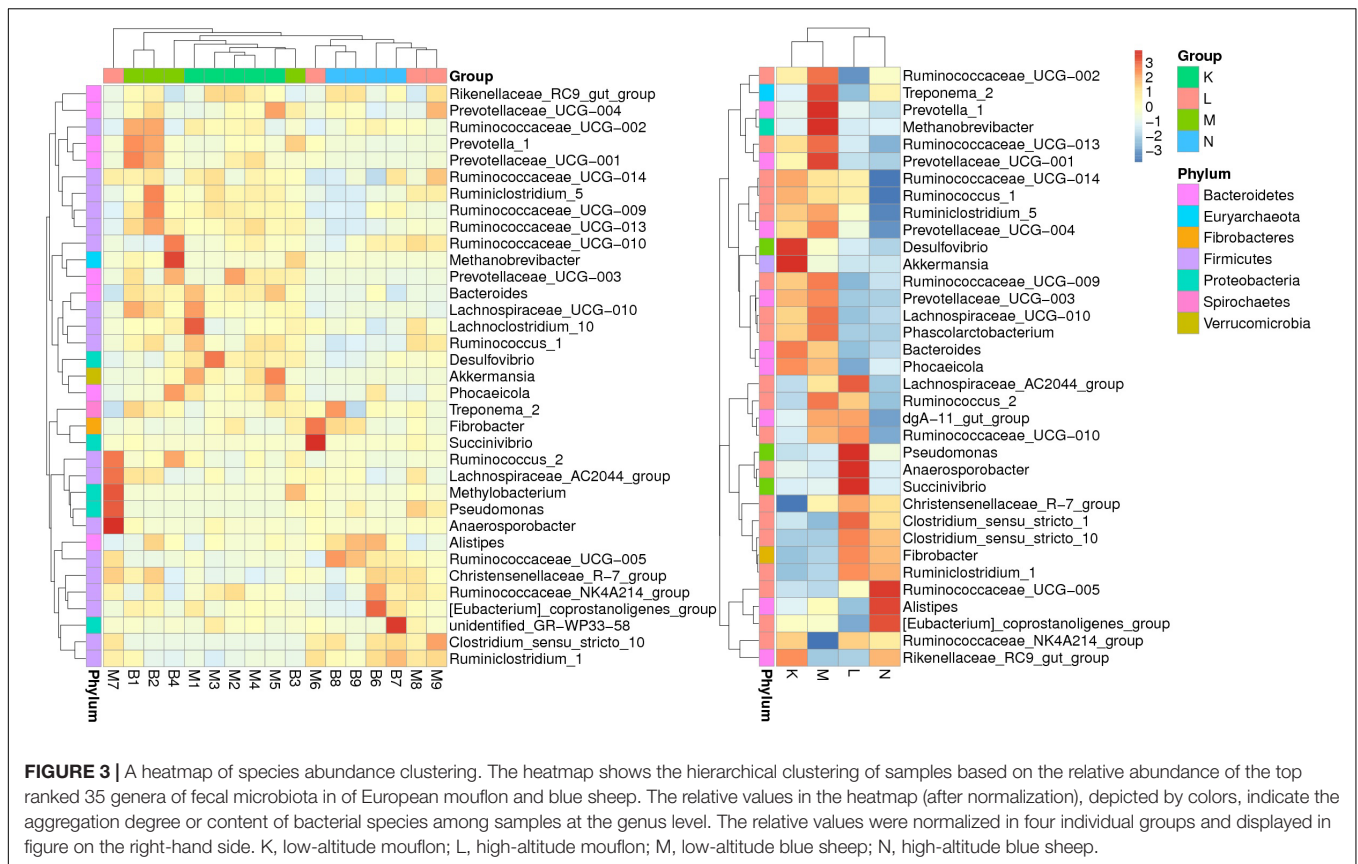 Group
Rikenellaceae_RC9_gut_group
Prevotellaceae_UCG−004
Ruminococcaceae_UCG−002
Prevotella_1
Prevotellaceae_UCG−001
Ruminococcaceae_UCG−014
Ruminiclostridium_5
Ruminococcaceae_UCG−009
Ruminococcaceae_UCG−013
Ruminococcaceae_UCG−010
Methanobrevibacter
Prevotellaceae_UCG−003
Bacteroides
Lachnospiraceae_UCG−010
Lachnoclostridium_10
Ruminococcus_1
Desulfovibrio
Akkermansia
Phocaeicola
Treponema_2
Fibrobacter
Succinivibrio
Ruminococcus_2
Lachnospiraceae_AC2044_group
Methylobacterium
Pseudomonas
Anaerosporobacter
Alistipes
Ruminococcaceae_UCG−005
Christensenellaceae_R−7_group
Ruminococcaceae_NK4A214_group
[Eubacterium]_coprostanoligenes_group
unidentified_GR−WP33−58
Clostridium_sensu_stricto_10
Ruminiclostridium_1
Phylum
M7 B1 B2 B4 M1 M3 M2 M4 M5 B3 M6 B8 B9 B6 B7 M8 M9
Ruminococcaceae_UCG−002
Treponema_2
Prevotella_1
Methanobrevibacter
Ruminococcaceae_UCG−013
Prevotellaceae_UCG−001
Ruminococcaceae_UCG−014
Ruminococcus_1
Ruminiclostridium_5
Prevotellaceae_UCG−004
Desulfovibrio
Akkermansia
Ruminococcaceae_UCG−009
Prevotellaceae_UCG−003
Lachnospiraceae_UCG−010
Phascolarctobacterium
Bacteroides
Phocaeicola
Lachnospiraceae_AC2044_group
Ruminococcus_2
dgA−11_gut_group
Ruminococcaceae_UCG−010
Pseudomonas
Anaerosporobacter
Succinivibrio
Christensenellaceae_R−7_group
Clostridium_sensu_stricto_1
Clostridium_sensu_stricto_10
Fibrobacter
Ruminiclostridium_1
Ruminococcaceae_UCG−005
Alistipes
[Eubacterium]_coprostanoligenes_group
Ruminococcaceae_NK4A214_group
Rikenellaceae_RC9_gut_group
Phylum
K M L N
3
2
1
0
−1
−2
−3
Group
K
L
M
N
Phylum
Bacteroidetes
Euryarchaeota
Fibrobacteres
Firmicutes
Proteobacteria
Spirochaetes
Verrucomicrobia
FIGURE 3 | A heatmap of species abundance clustering. The heatmap shows the hierarchical clustering of samples based on the relative abundance of the top
ranked 35 genera of fecal microbiota in of European mouflon and blue sheep. The relative values in the heatmap (after normalization), depicted by colors, indicate the
aggregation degree or content of bacterial species among samples at the genus level. The relative values were normalized in four individual groups and displayed in
figure on the right-hand side. K, low-altitude mouflon; L, high-altitude mouflon; M, low-altitude blue sheep; N, high-altitude blue sheep.